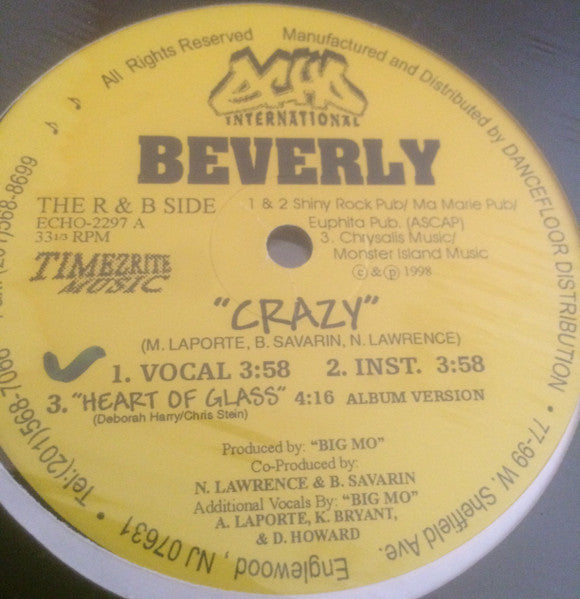 All Rights Reserved
Manufactured and Distributed by DANCEFLOOR DISTRIBUTION • 77-99 W. Sheffield Ave.
Englewood, NJ 07631 • Tel:(201)568-7066
(201)568-8699
ECHO
INTERNATIONAL
BEVERLY
THE R & B SIDE
ECHO-2297 A
33 1/3 RPM
TIMEZRITE
MUSIC
1 & 2 Shiny Rock Pub/ Ma Marie Pub/
Euphita Pub. (ASCAP)
3. Chrysalis Music/
Monster Island Music
© & ℗ 1998
"CRAZY"
(M. LAPORTE, B. SAVARIN, N. LAWRENCE)
1. VOCAL 3:58 2. INST. 3:58
3. "HEART OF GLASS" 4:16 ALBUM VERSION
(Deborah Harry/Chris Stein)
Produced by: "BIG MO"
Co-Produced by:
N. LAWRENCE & B. SAVARIN
Additional Vocals By: "BIG MO"
A. LAPORTE, K. BRYANT,
& D. HOWARD